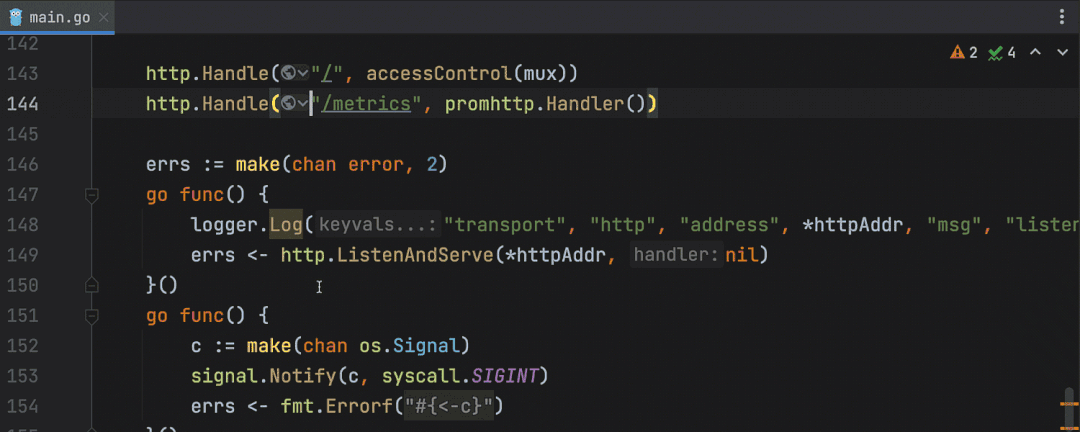 main.go
142
2 4
143 http.Handle("/", accessControl(mux))
144 http.Handle("/metrics", promhttp.Handler())
145
146 errs := make(chan error, 2)
147 go func() {
148 logger.Log(keyvals...: "transport", "http", "address", *httpAddr, "msg", "listen
149 errs <- http.ListenAndServe(*httpAddr, handler: nil)
150 }()
151 go func() {
152 c := make(chan os.Signal)
153 signal.Notify(c, syscall.SIGINT)
154 errs <- fmt.Errorf("#{<-c}")
}()